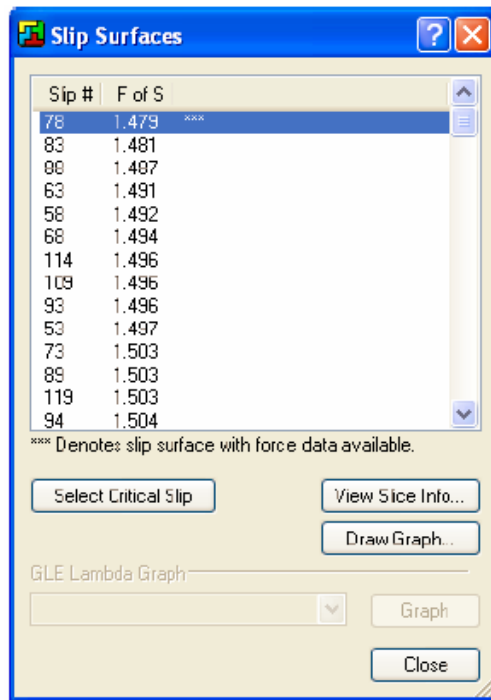 Slip Surfaces
Slip # F of S
78 1.479 ***
83 1.481
88 1.487
63 1.491
58 1.492
68 1.494
114 1.496
109 1.496
93 1.496
53 1.497
73 1.503
89 1.503
119 1.503
94 1.504
*** Denotes slip surface with force data available.
Select Critical Slip View Slice Info...
Draw Graph...
GLE Lambda Graph
Graph
Close